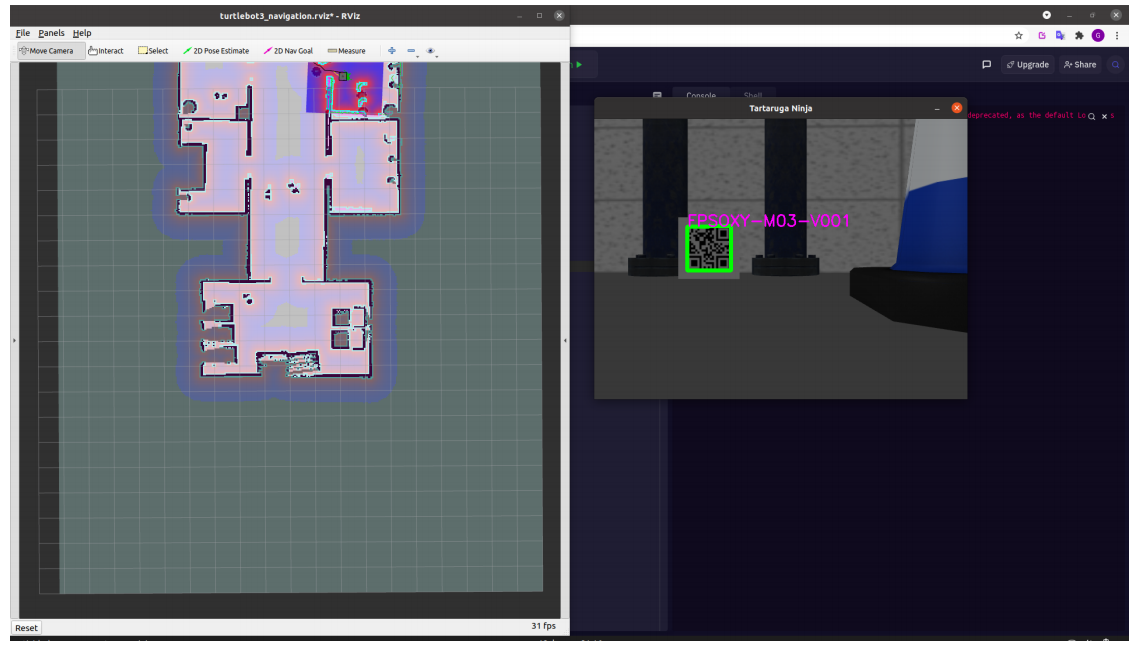 turtlebot3_navigation.rviz* - RViz
File Panels Help
Move Camera Interact Select 2D Pose Estimate 2D Nav Goal Measure
Reset
31 fps
Upgrade Share
Console Shell
Tartaruga Ninja
deprecated, as the default Lo
s
EPSOXY-M03-V001
G